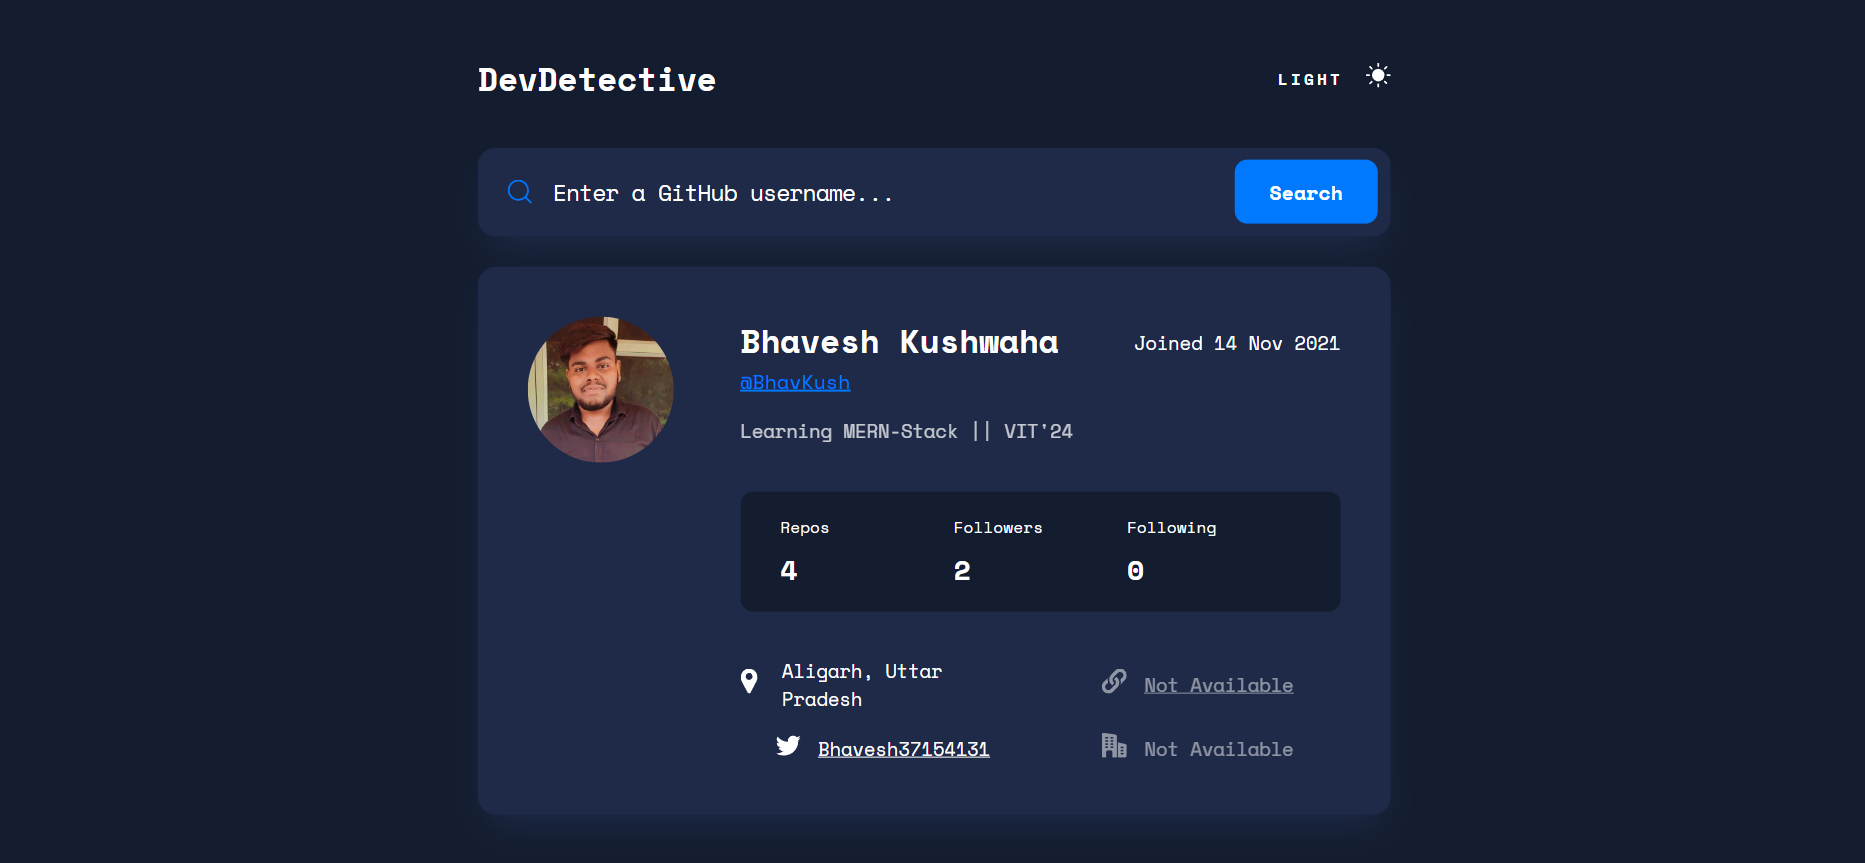 DevDetective
LIGHT
Enter a GitHub username...
Search
Bhavesh Kushwaha
Joined 14 Nov 2021
@BhavKush
Learning MERN-Stack || VIT'24
Repos
Followers
Following
4
2
0
Aligarh, Uttar
Pradesh
Not Available
Bhavesh37154131
Not Available